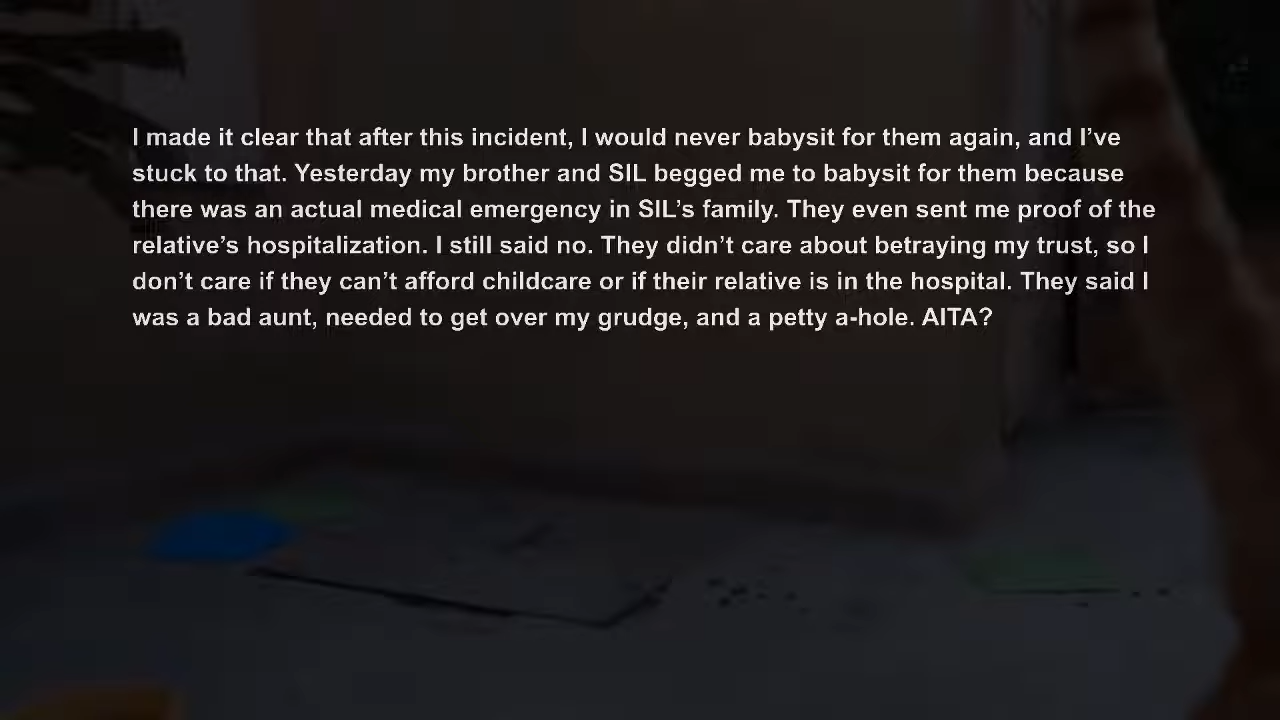 I made it clear that after this incident, I would never babysit for them again, and I’ve
stuck to that. Yesterday my brother and SIL begged me to babysit for them because
there was an actual medical emergency in SIL’s family. They even sent me proof of the
relative’s hospitalization. I still said no. They didn’t care about betraying my trust, so I
don’t care if they can’t afford childcare or if their relative is in the hospital. They said I
was a bad aunt, needed to get over my grudge, and a petty a-hole. AITA?